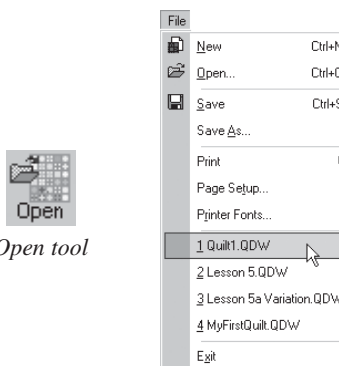 File
New Ctrl+N
Open... Ctrl+
Save Ctrl+S
Save As...
Print
Page Setup...
Printer Fonts...
1 Quilt1.QDW
2 Lesson 5.QDW
3 Lesson 5a Variation.QDW
4 MyFirstQuilt.QDW
Exit
Open
Open tool